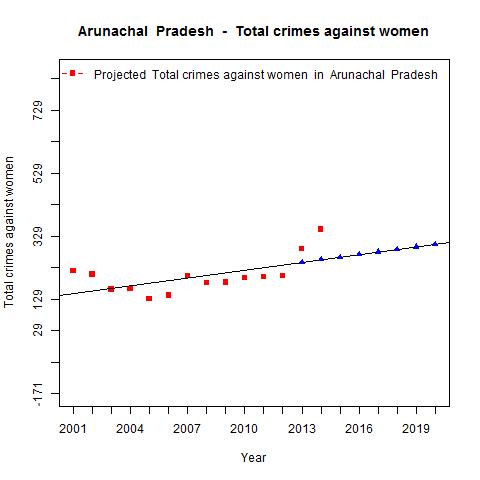 Arunachal Pradesh - Total crimes against women
Projected Total crimes against women in Arunachal Pradesh
Total crimes against women
729
529
329
129
29
-171
2001 2004 2007 2010 2013 2016 2019
Year